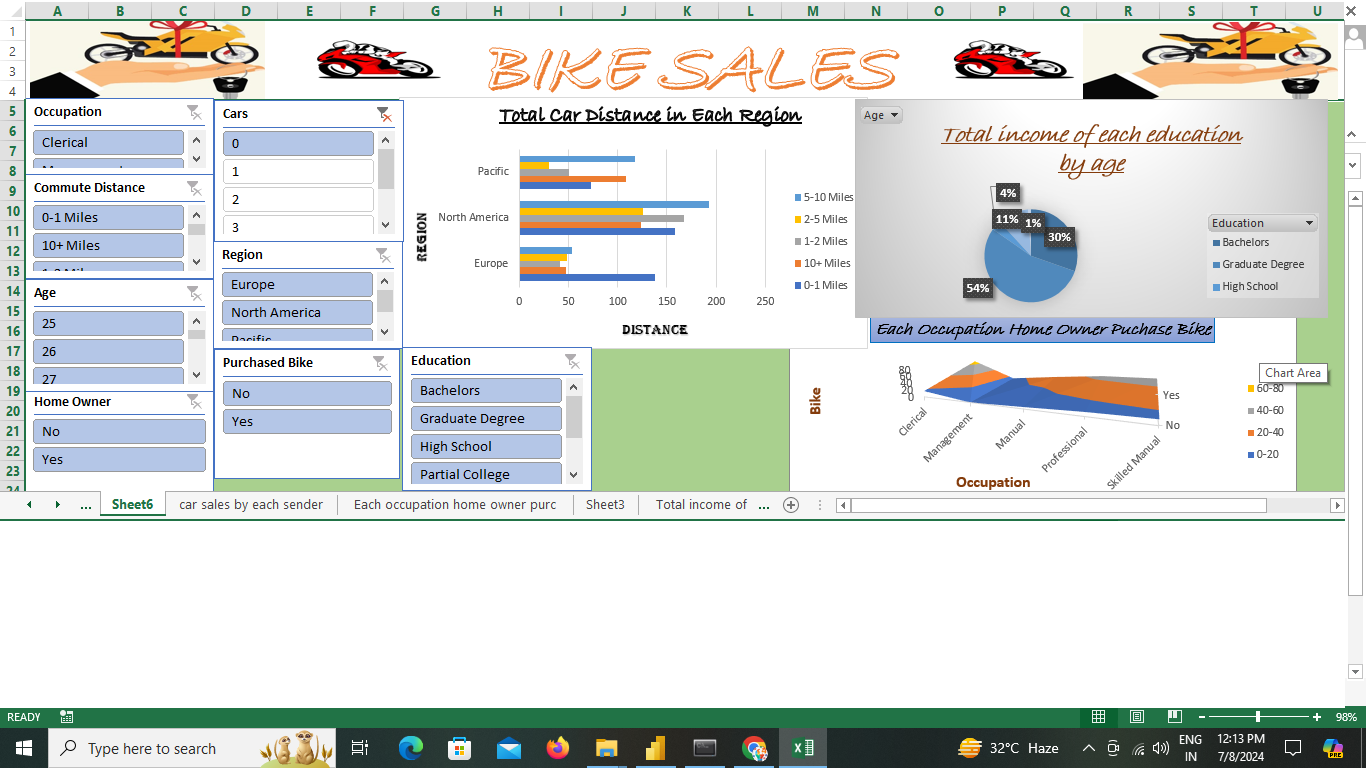 A B C D E F G H I J K L M N O P Q R S T U
1
2
3
4
5
6
7
8
9
10
11
12
13
14
15
16
17
18
19
20
21
22
23
24
BIKE SALES
Occupation
Clerical
Commute Distance
0-1 Miles
10+ Miles
Age
25
26
27
Home Owner
No
Yes
Cars
0
1
2
3
Region
Europe
North America
Pacific
Purchased Bike
No
Yes
Education
Bachelors
Graduate Degree
High School
Partial College
Total Car Distance in Each Region
REGION
Pacific
North America
Europe
0 50 100 150 200 250
DISTANCE
5-10 Miles
2-5 Miles
1-2 Miles
10+ Miles
0-1 Miles
Age
Total income of each education
by age
4%
11%
1%
30%
54%
Education
Bachelors
Graduate Degree
High School
Each Occupation Home Owner Puchase Bike
Bike
80
60
40
20
0
Clerical
Management
Manual
Professional
Skilled Manual
Yes
No
Occupation
Chart Area
60-80
40-60
20-40
0-20
... Sheet6 car sales by each sender Each occupation home owner purc Sheet3 Total income of ...
READY
98%
Type here to search
32°C Haze
ENG
IN
12:13 PM
7/8/2024
PRE